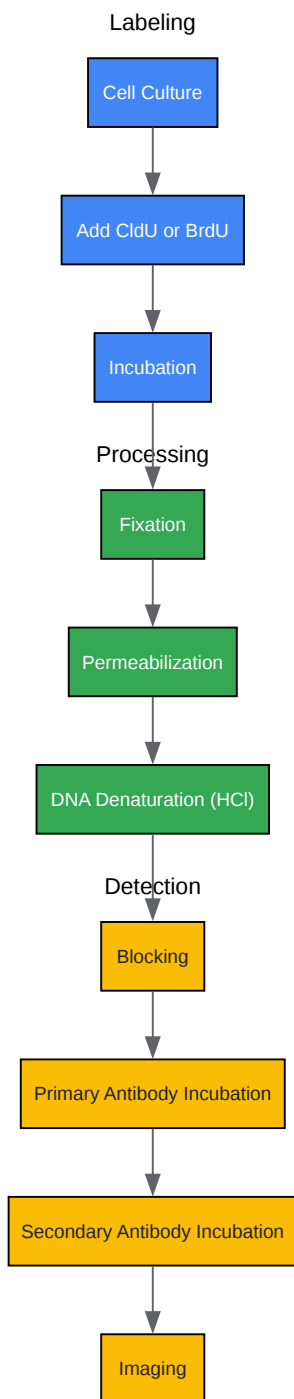 Labeling
Cell Culture
Add CldU or BrdU
Incubation
Processing
Fixation
Permeabilization
DNA Denaturation (HCl)
Detection
Blocking
Primary Antibody Incubation
Secondary Antibody Incubation
Imaging